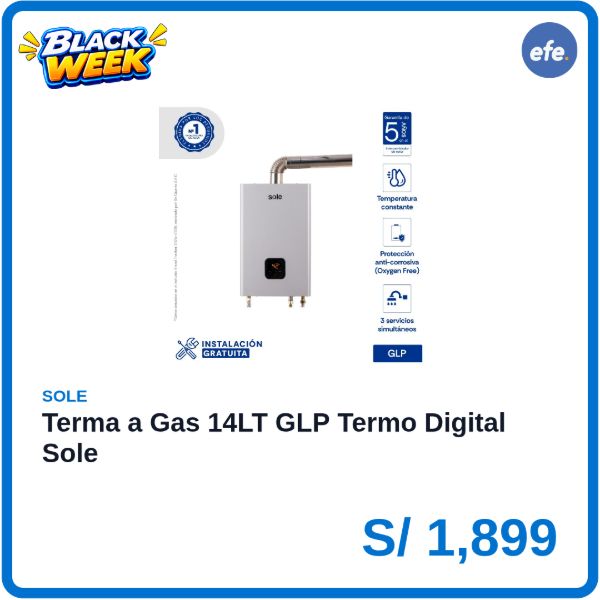 BLACK
WEEK
efe.
Nº1
Garantía de
5 AÑOS
sole
Temperatura
constante
Protección
anti-corrosiva
(Oxygen Free)
3 servicios
simultáneos
INSTALACIÓN
GRATUITA
GLP
SOLE
Terma a Gas 14LT GLP Termo Digital
Sole
S/ 1,899